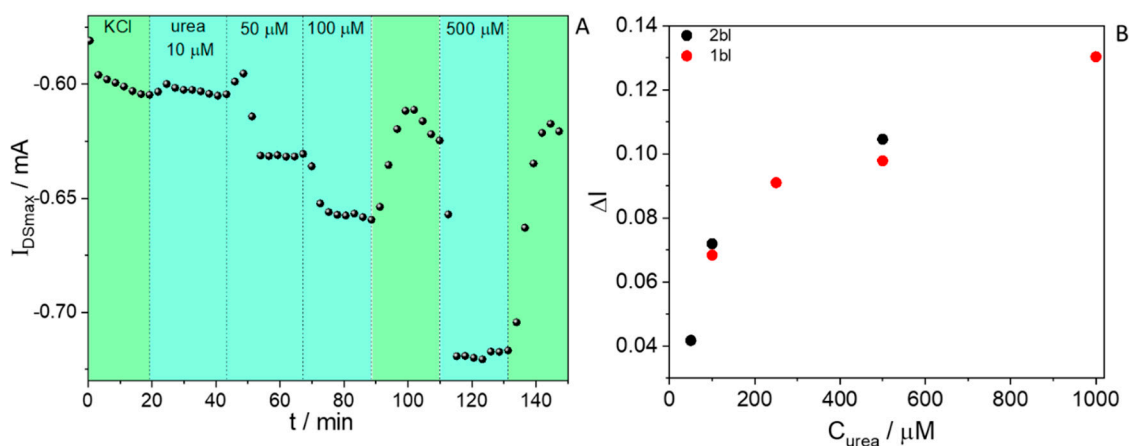 KCl urea 50 μM 100 μM 500 μM A
10 μM
-0.60
-0.65
-0.70
I_DSmax / mA
0 20 40 60 80 100 120 140
t / min
B
2bl
1bl
0.14
0.12
0.10
0.08
0.06
0.04
ΔI
0 200 400 600 800 1000
C_urea / μM